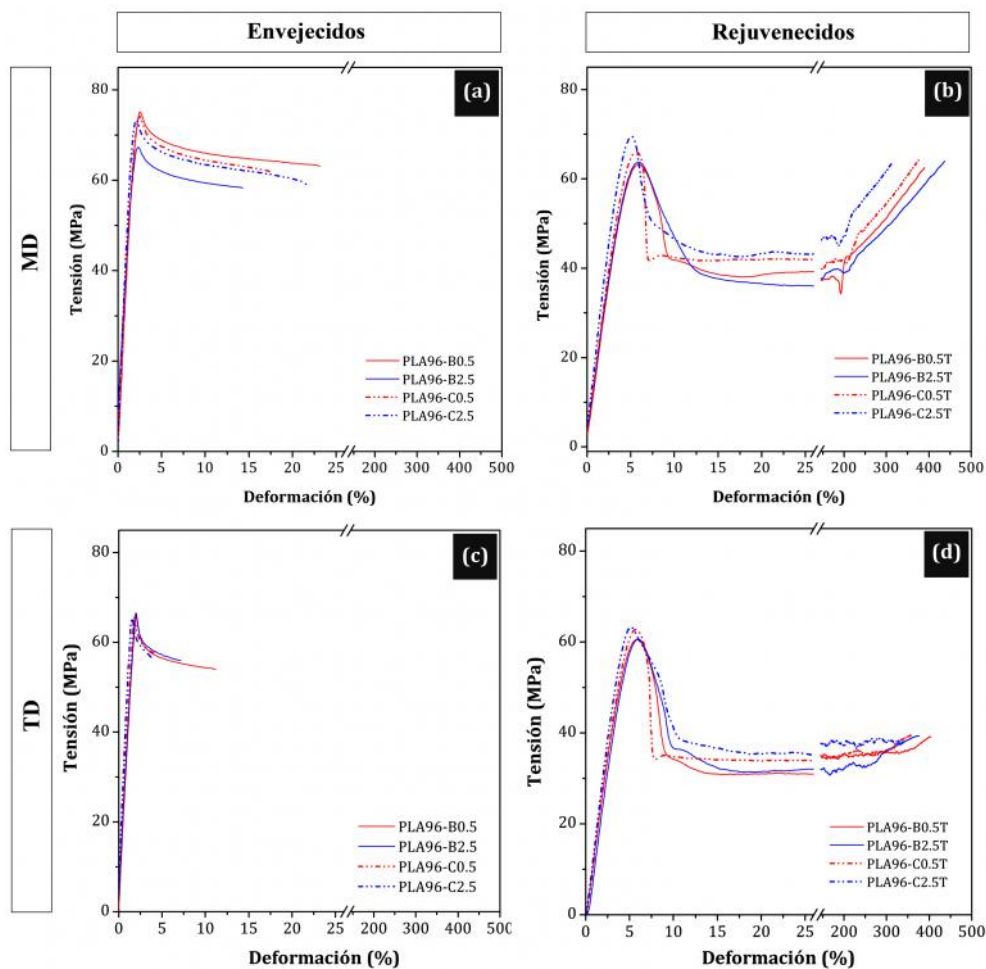 Envejecidos
Rejuvenecidos
MD
(a)
80
60
40
20
0
Tensión (MPa)
PLA96-B0.5
PLA96-B2.5
PLA96-C0.5
PLA96-C2.5
0 5 10 15 20 25 200 300 400 500
Deformación (%)
(b)
80
60
40
20
0
Tensión (MPa)
PLA96-B0.5T
PLA96-B2.5T
PLA96-C0.5T
PLA96-C2.5T
0 5 10 15 20 25 200 300 400 500
Deformación (%)
TD
(c)
80
60
40
20
0
Tensión (MPa)
PLA96-B0.5
PLA96-B2.5
PLA96-C0.5
PLA96-C2.5
0 5 10 15 20 25 200 300 400 500
Deformación (%)
(d)
80
60
40
20
0
Tensión (MPa)
PLA96-B0.5T
PLA96-B2.5T
PLA96-C0.5T
PLA96-C2.5T
0 5 10 15 20 25 200 300 400 500
Deformación (%)